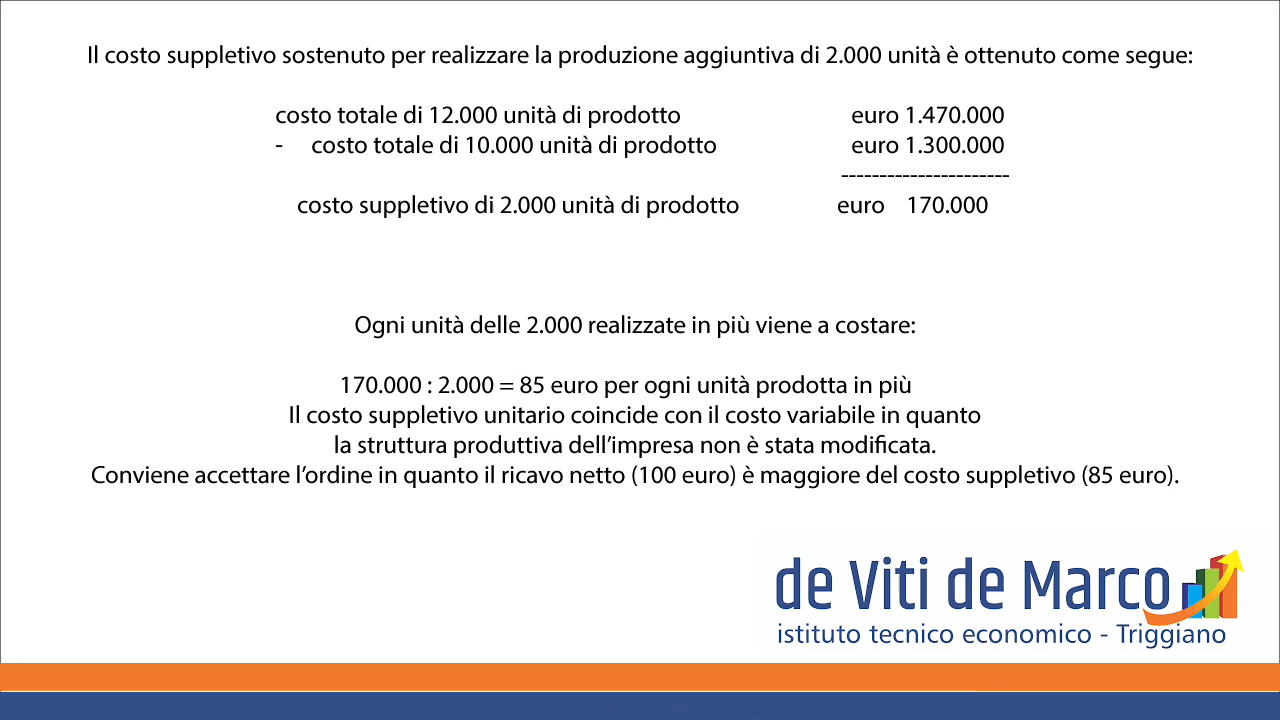 Il costo suppletivo sostenuto per realizzare la produzione aggiuntiva di 2.000 unità è ottenuto come segue:
costo totale di 12.000 unità di prodotto euro 1.470.000
- costo totale di 10.000 unità di prodotto euro 1.300.000
----------------------
costo suppletivo di 2.000 unità di prodotto euro 170.000
Ogni unità delle 2.000 realizzate in più viene a costare:
170.000 : 2.000 = 85 euro per ogni unità prodotta in più
Il costo suppletivo unitario coincide con il costo variabile in quanto
la struttura produttiva dell’impresa non è stata modificata.
Conviene accettare l’ordine in quanto il ricavo netto (100 euro) è maggiore del costo suppletivo (85 euro).
de Viti de Marco
istituto tecnico economico - Triggiano